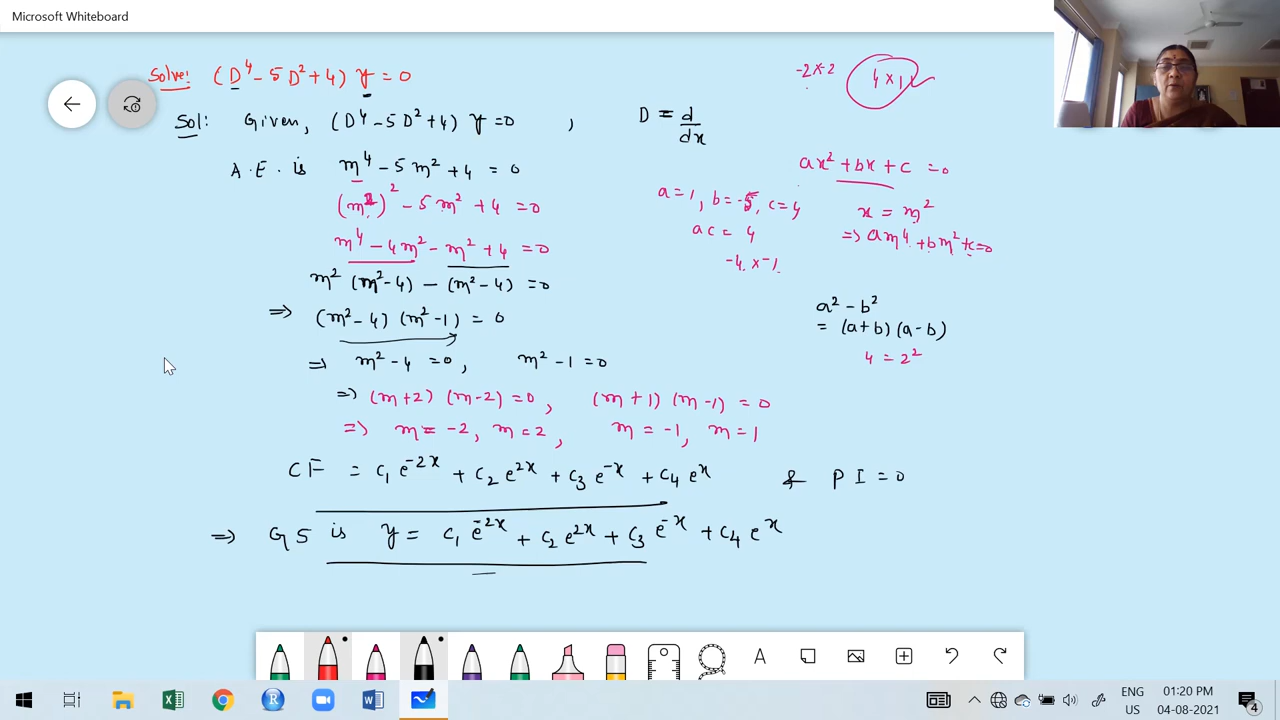 Microsoft Whiteboard
Solve: (D⁴ - 5D² + 4) y = 0
-2 x -2
4 x 1
Sol: Given, (D⁴ - 5D² + 4) y = 0 , D = d/dx
A.E. is m⁴ - 5m² + 4 = 0
ax² + bx + c = 0
(m²)² - 5m² + 4 = 0
a = 1, b = -5, c = 4
x = m²
ac = 4
⇒ am⁴ + bm² + c = 0
m⁴ - 4m² - m² + 4 = 0
-4 x -1
m² (m² - 4) - (m² - 4) = 0
⇒ (m² - 4) (m² - 1) = 0
a² - b²
= (a + b) (a - b)
4 = 2²
⇒ m² - 4 = 0, m² - 1 = 0
⇒ (m + 2) (m - 2) = 0, (m + 1) (m - 1) = 0
⇒ m = -2, m = 2, m = -1, m = 1
CF = c₁ e⁻²ˣ + c₂ e²ˣ + c₃ e⁻ˣ + c₄ eˣ & PI = 0
⇒ GS is y = c₁ e⁻²ˣ + c₂ e²ˣ + c₃ e⁻ˣ + c₄ eˣ
A
ENG
US
01:20 PM
04-08-2021
4